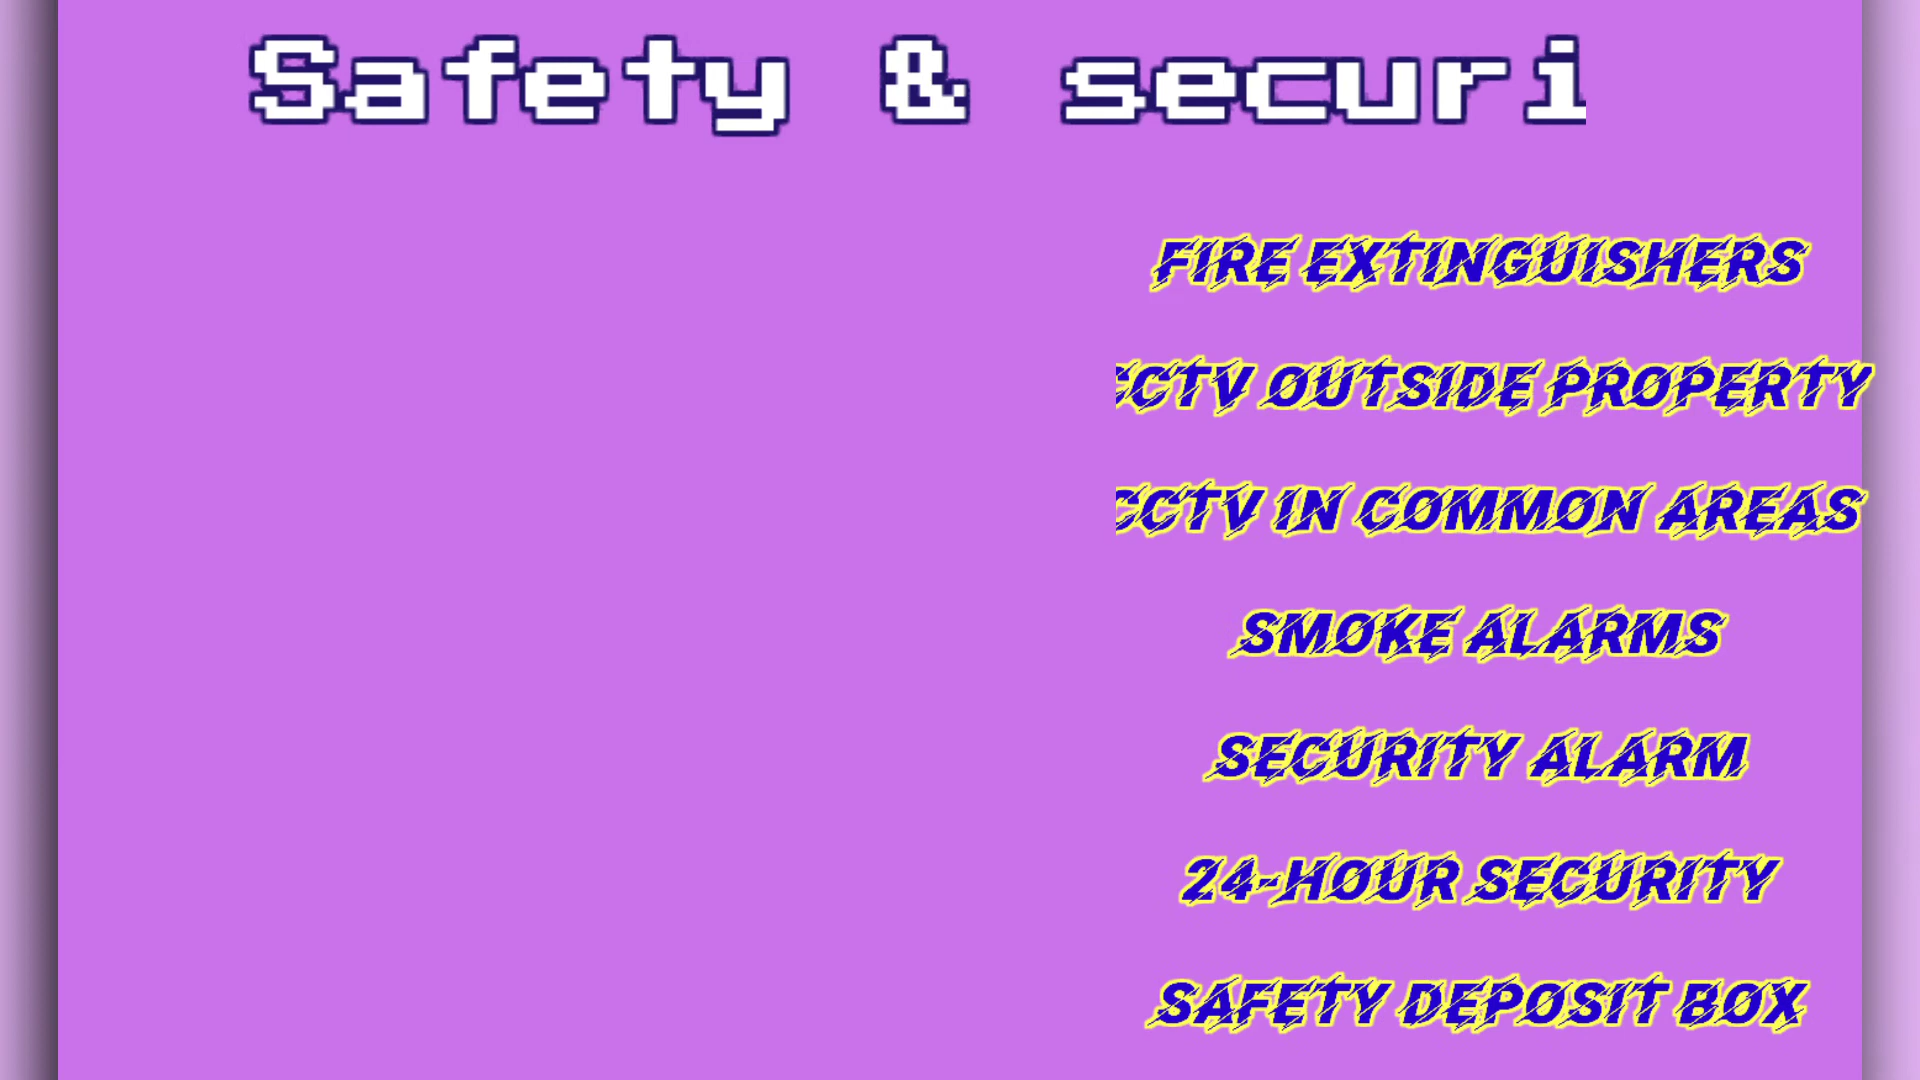 Safety & securi
FIRE EXTINGUISHERS
CCTV OUTSIDE PROPERTY
CCTV IN COMMON AREAS
SMOKE ALARMS
SECURITY ALARM
24-HOUR SECURITY
SAFETY DEPOSIT BOX